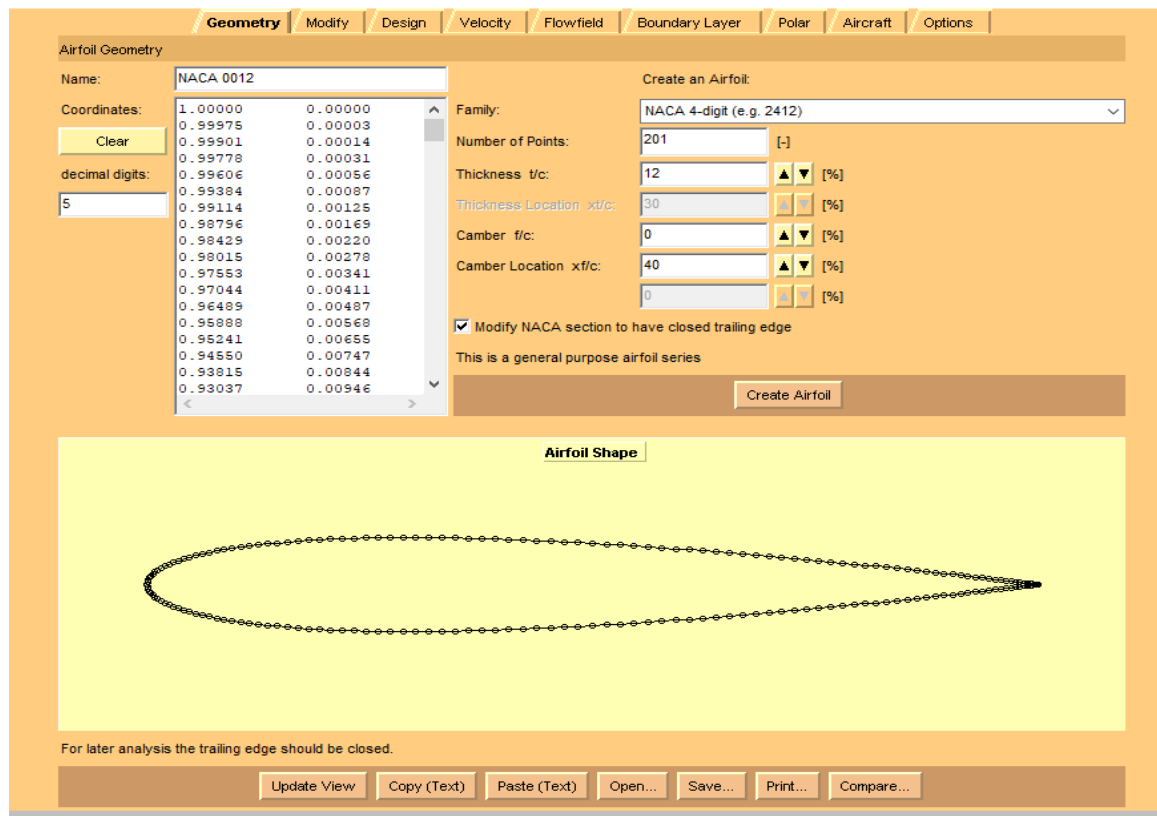 Geometry Modify Design Velocity Flowfield Boundary Layer Polar Aircraft Options
Airfoil Geometry
Name: NACA 0012
Create an Airfoil:
Coordinates:
Clear
decimal digits:
5
1.00000 0.00000
0.99975 0.00003
0.99901 0.00014
0.99778 0.00031
0.99606 0.00056
0.99384 0.00087
0.99114 0.00125
0.98796 0.00169
0.98429 0.00220
0.98015 0.00278
0.97553 0.00341
0.97044 0.00411
0.96489 0.00487
0.95888 0.00568
0.95241 0.00655
0.94550 0.00747
0.93815 0.00844
0.93037 0.00946
Family: NACA 4-digit (e.g. 2412)
Number of Points: 201 [-]
Thickness t/c: 12 [%]
Thickness Location xt/c: 30 [%]
Camber f/c: 0 [%]
Camber Location xf/c: 40 [%]
0 [%]
Modify NACA section to have closed trailing edge
This is a general purpose airfoil series
Create Airfoil
Airfoil Shape
For later analysis the trailing edge should be closed.
Update View Copy (Text) Paste (Text) Open... Save... Print... Compare...